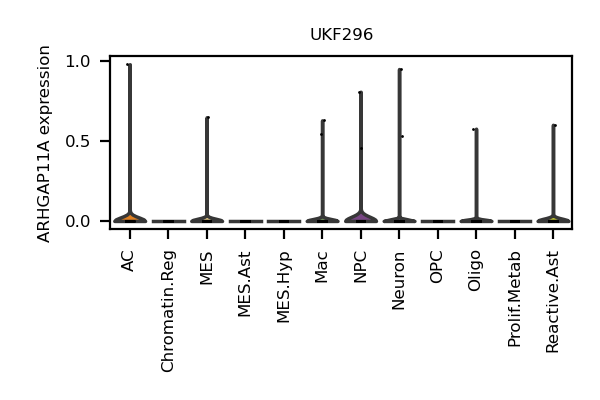 UKF296
ARHGAP11A expression
1.0
0.5
0.0
AC
Chromatin.Reg
MES
MES.Ast
MES.Hyp
Mac
NPC
Neuron
OPC
Oligo
Prolif.Metab
Reactive.Ast